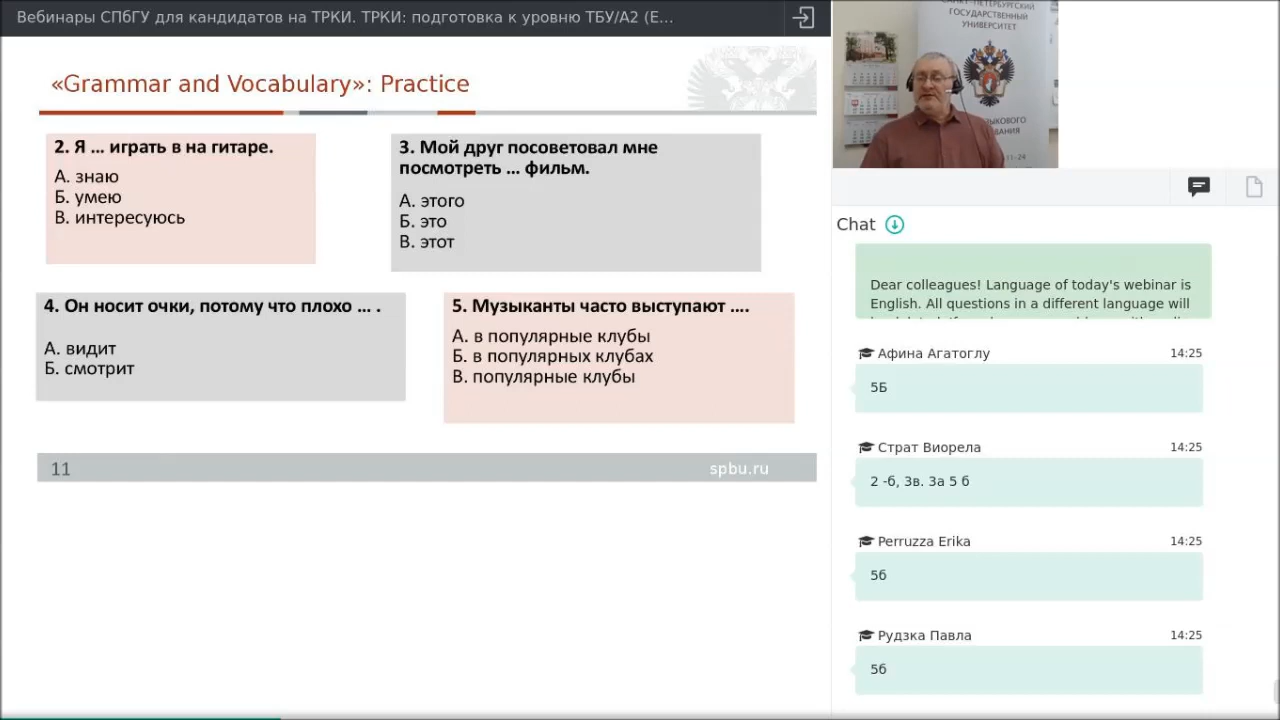 Вебинары СПбГУ для кандидатов на ТРКИ. ТРКИ: подготовка к уровню ТБУ/А2 (E...
«Grammar and Vocabulary»: Practice
2. Я ... играть в на гитаре.
А. знаю
Б. умею
В. интересуюсь
3. Мой друг посоветовал мне
посмотреть ... фильм.
А. этого
Б. это
В. этот
4. Он носит очки, потому что плохо ... .
А. видит
Б. смотрит
5. Музыканты часто выступают ....
А. в популярные клубы
Б. в популярных клубах
В. популярные клубы
11
spbu.ru
ГОСУДАРСТВЕННЫЙ
УНИВЕРСИТЕТ
Chat
Dear colleagues! Language of today's webinar is
English. All questions in a different language will
Афина Агатоглу 14:25
5Б
Страт Виорела 14:25
2 -б, 3в. 3а 5 б
Perruzza Erika 14:25
5б
Рудзка Павла 14:25
5б